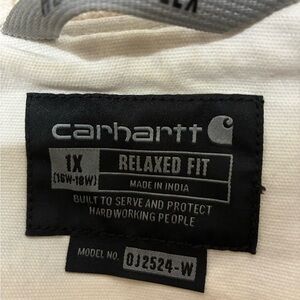 carhartt
1X
(16W-18W)
RELAXED FIT
MADE IN INDIA
BUILT TO SERVE AND PROTECT
HARDWORKING PEOPLE
MODEL NO. OJ2524-W